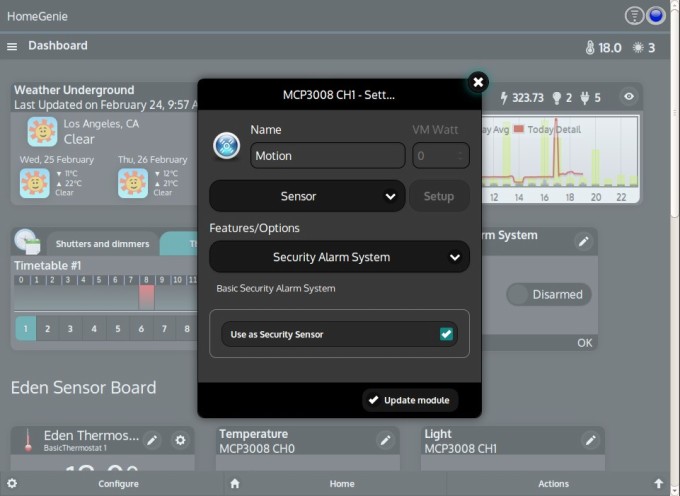 HomeGenie
Dashboard
18.0 3
Weather Underground
Last Updated on February 24, 9:57 A
Los Angeles, CA
Clear
Wed, 25 February
Thu, 26 February
▼ 11°C
▲ 22°C
Clear
▼ 12°C
▲ 21°C
Clear
323.73 2 5
ay Avg Today Detail
12 14 16 18 20 22
MCP3008 CH1 - Sett...
Name
VM Watt
Motion
0
Sensor
Setup
Features/Options
Security Alarm System
Basic Security Alarm System
Use as Security Sensor
Update module
Shutters and dimmers
Th
Timetable #1
0 1 2 3 4 5 6 7 8 9 10 11
1 2 3 4 5 6 7 8
rm System
Disarmed
OK
Eden Sensor Board
Eden Thermos...
BasicThermostat 1
Temperature
MCP3008 CH0
Light
MCP3008 CH1
Configure
Home
Actions